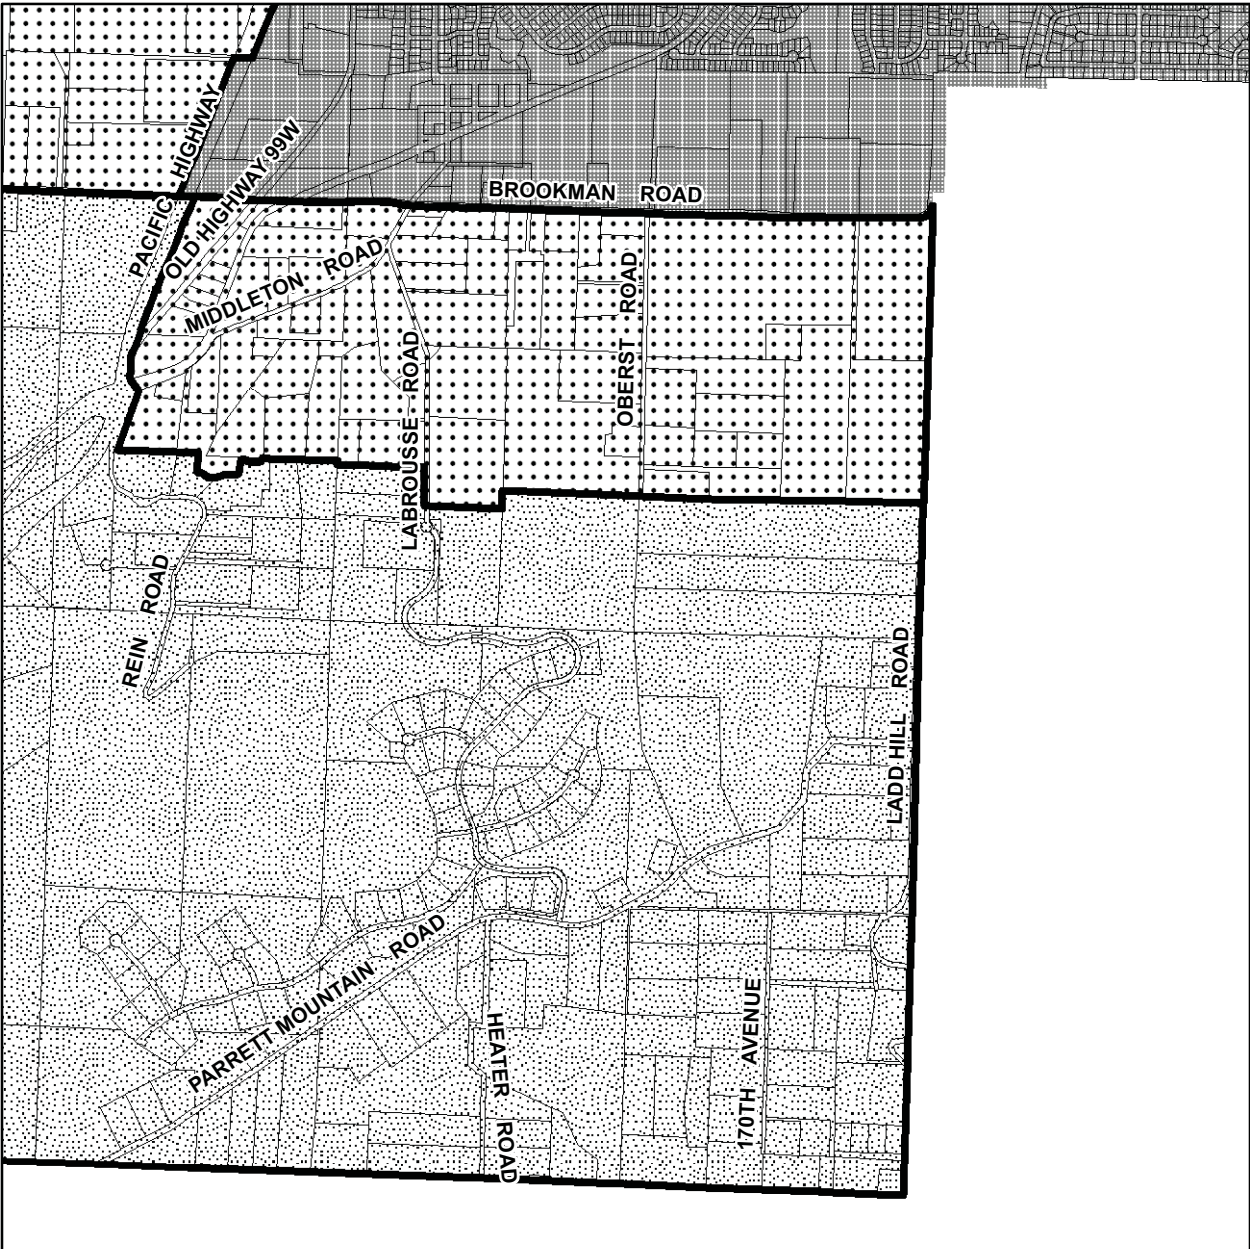 PACIFIC HIGHWAY
OLD HIGHWAY 99W
BROOKMAN ROAD
MIDDLETON ROAD
LABROUSSE ROAD
OBERST ROAD
REIN ROAD
LADD HILL ROAD
PARRETT MOUNTAIN ROAD
HEATER ROAD
170TH AVENUE